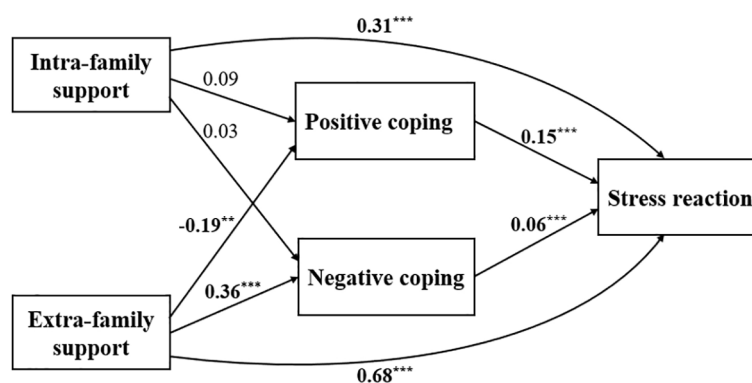 0.31***
Intra-family
support
0.09
0.03
Positive coping
0.15***
Stress reaction
-0.19**
0.06***
Negative coping
0.36***
Extra-family
support
0.68***